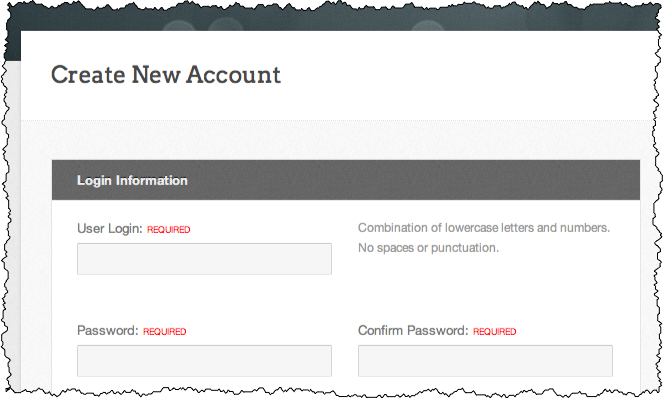 Create New Account
Login Information
User Login: REQUIRED
Combination of lowercase letters and numbers.
No spaces or punctuation.
Password: REQUIRED
Confirm Password: REQUIRED